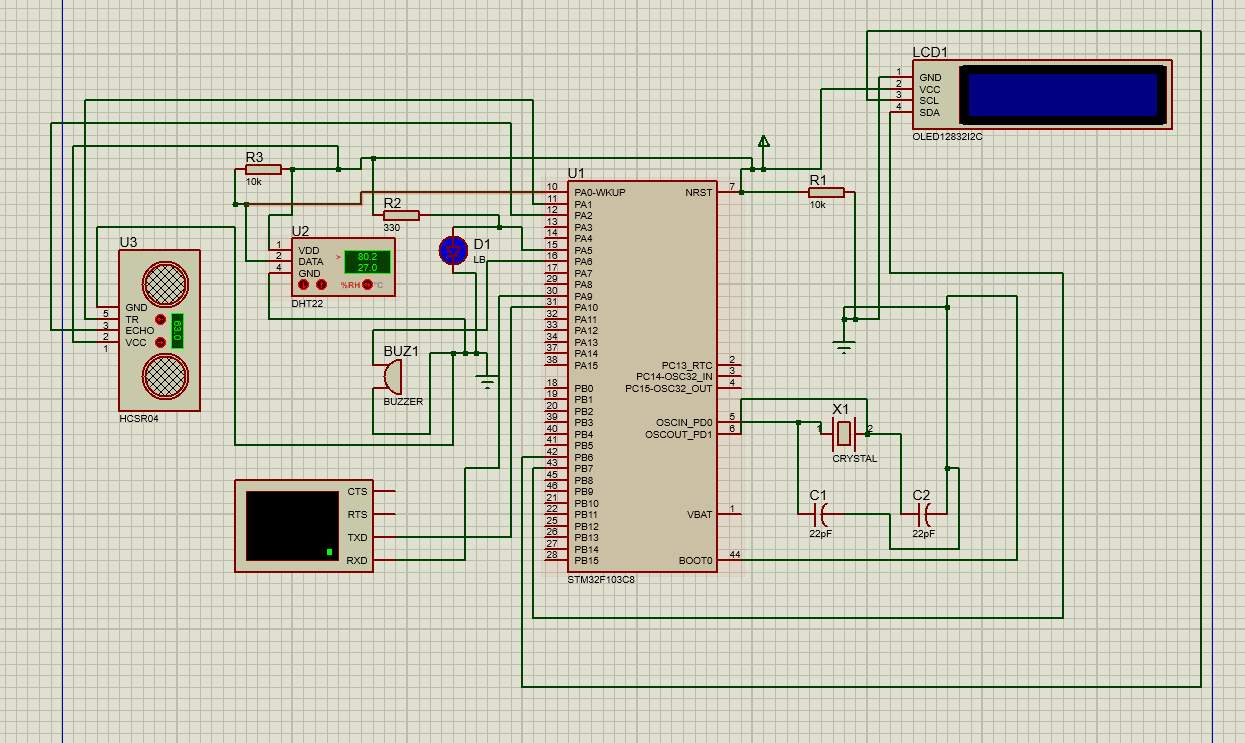 LCD1
1 GND
2 VCC
3 SCL
4 SDA
OLED12832I2C
R3
10k
R2
330
D1
LB
R1
10k
U2
1 VDD
2 DATA
4 GND
> 80.2
27.0
%RH °C
DHT22
U3
GND
5 TR
3 ECHO
2 VCC
1
63.0
HCSR04
BUZ1
BUZZER
CTS
RTS
TXD
RXD
U1
10 PA0-WKUP
11 PA1
12 PA2
13 PA3
14 PA4
15 PA5
16 PA6
17 PA7
29 PA8
30 PA9
31 PA10
32 PA11
33 PA12
34 PA13
37 PA14
38 PA15
18 PB0
19 PB1
20 PB2
39 PB3
40 PB4
41 PB5
42 PB6
43 PB7
45 PB8
46 PB9
21 PB10
22 PB11
25 PB12
26 PB13
27 PB14
28 PB15
NRST 7
PC13_RTC 2
PC14-OSC32_IN 3
PC15-OSC32_OUT 4
OSCIN_PD0 5
OSCOUT_PD1 6
VBAT 1
BOOT0 44
STM32F103C8
X1
1 2
CRYSTAL
C1
22pF
C2
22pF